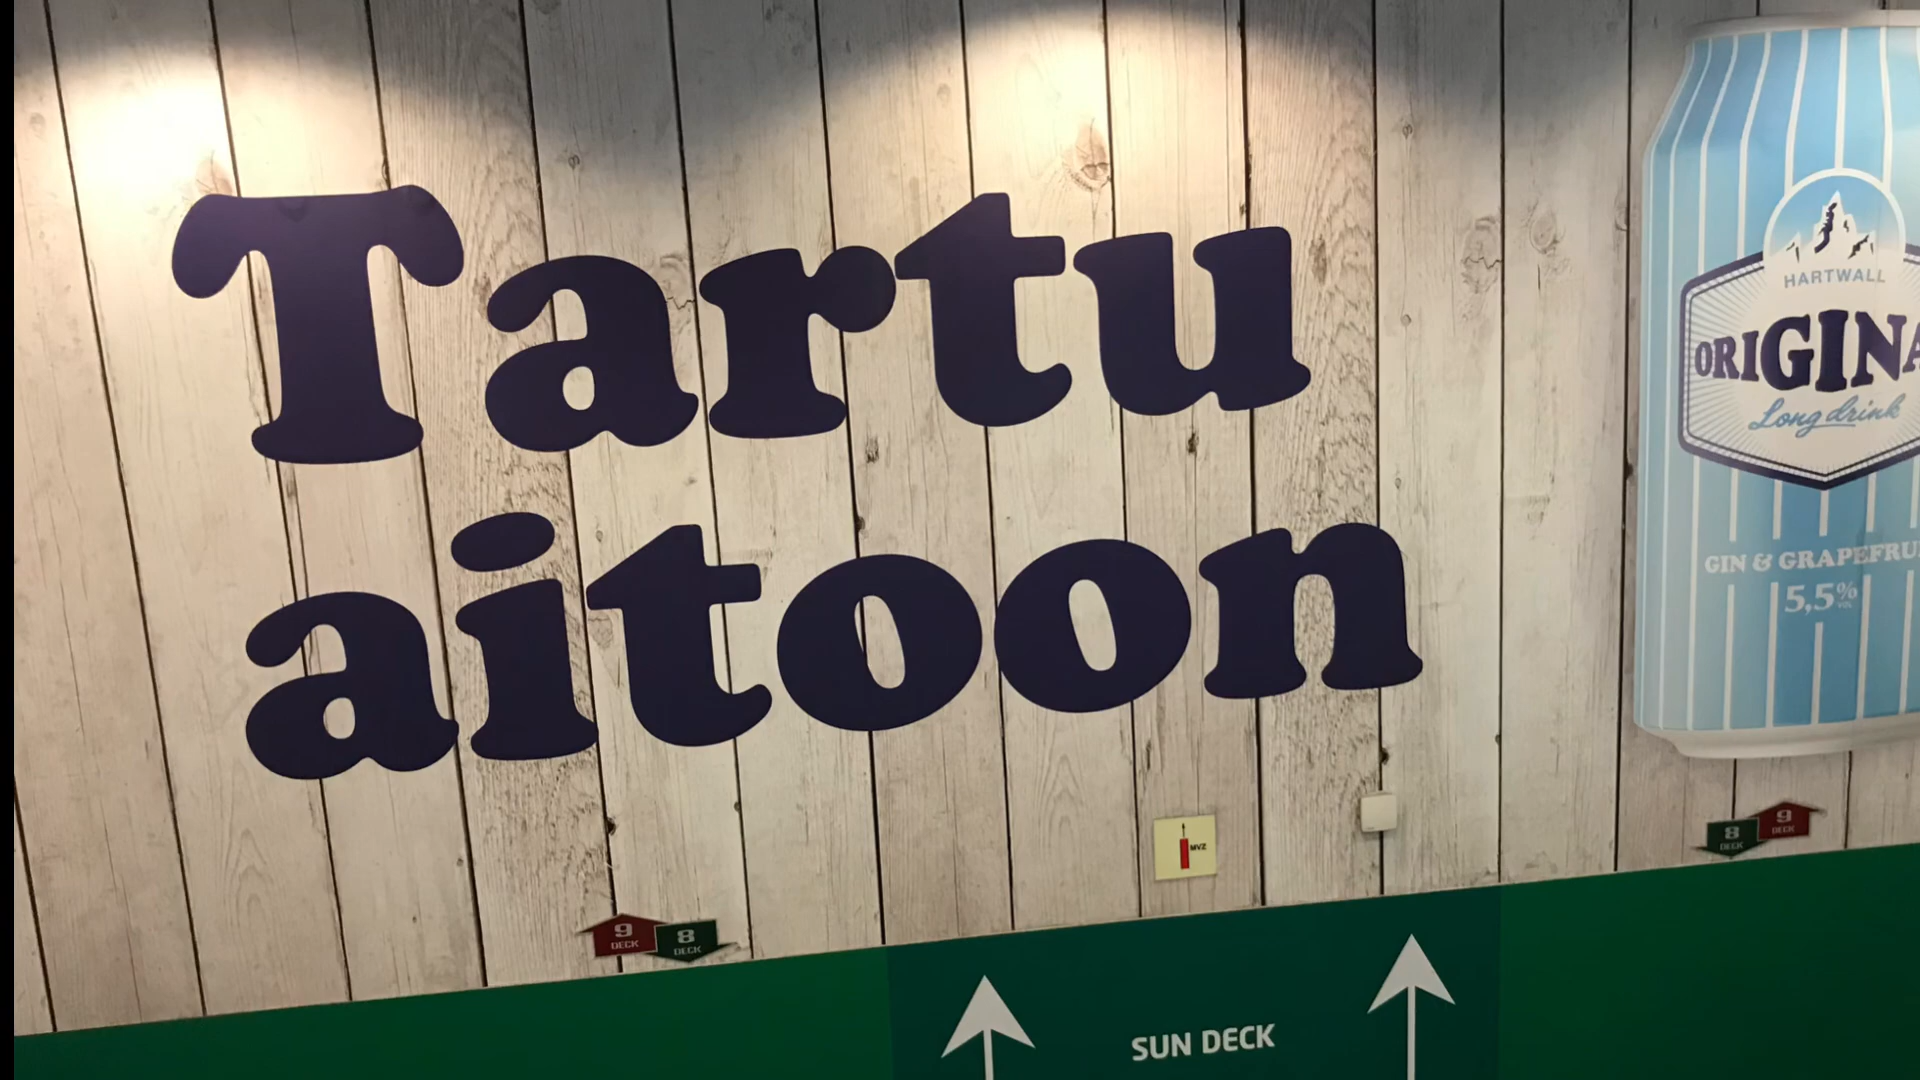 Tartu
aitoon
HARTWALL
ORIGINA
Long drink
GIN & GRAPEFRU
5,5%
VOL
MVZ
9
DECK
8
DECK
8
DECK
9
DECK
SUN DECK